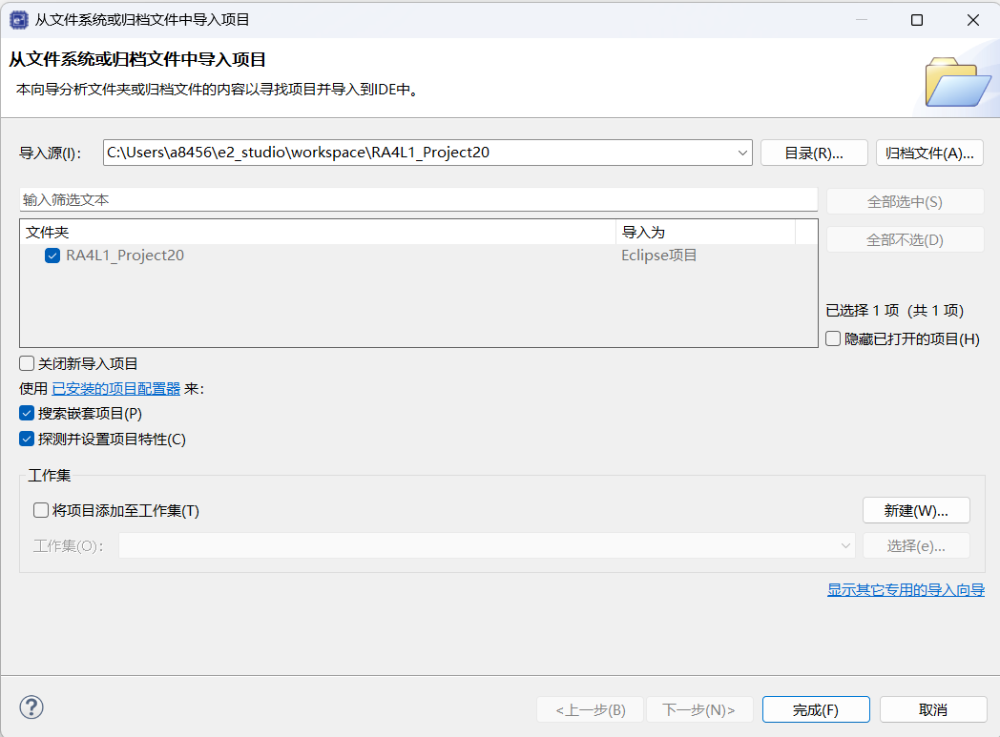 从文件系统或归档文件中导入项目
从文件系统或归档文件中导入项目
本向导分析文件夹或归档文件的内容以寻找项目并导入到IDE中。
导入源(I): C:\Users\a8456\e2_studio\workspace\RA4L1_Project20 目录(R)... 归档文件(A)...
输入筛选文本 全部选中(S)
文件夹 导入为 全部不选(D)
RA4L1_Project20 Eclipse项目
已选择 1 项（共 1 项）
隐藏已打开的项目(H)
关闭新导入项目
使用 已安装的项目配置器 来:
搜索嵌套项目(P)
探测并设置项目特性(C)
工作集
将项目添加至工作集(T) 新建(W)...
工作集(O): 选择(e)...
显示其它专用的导入向导
<上一步(B) 下一步(N)> 完成(F) 取消